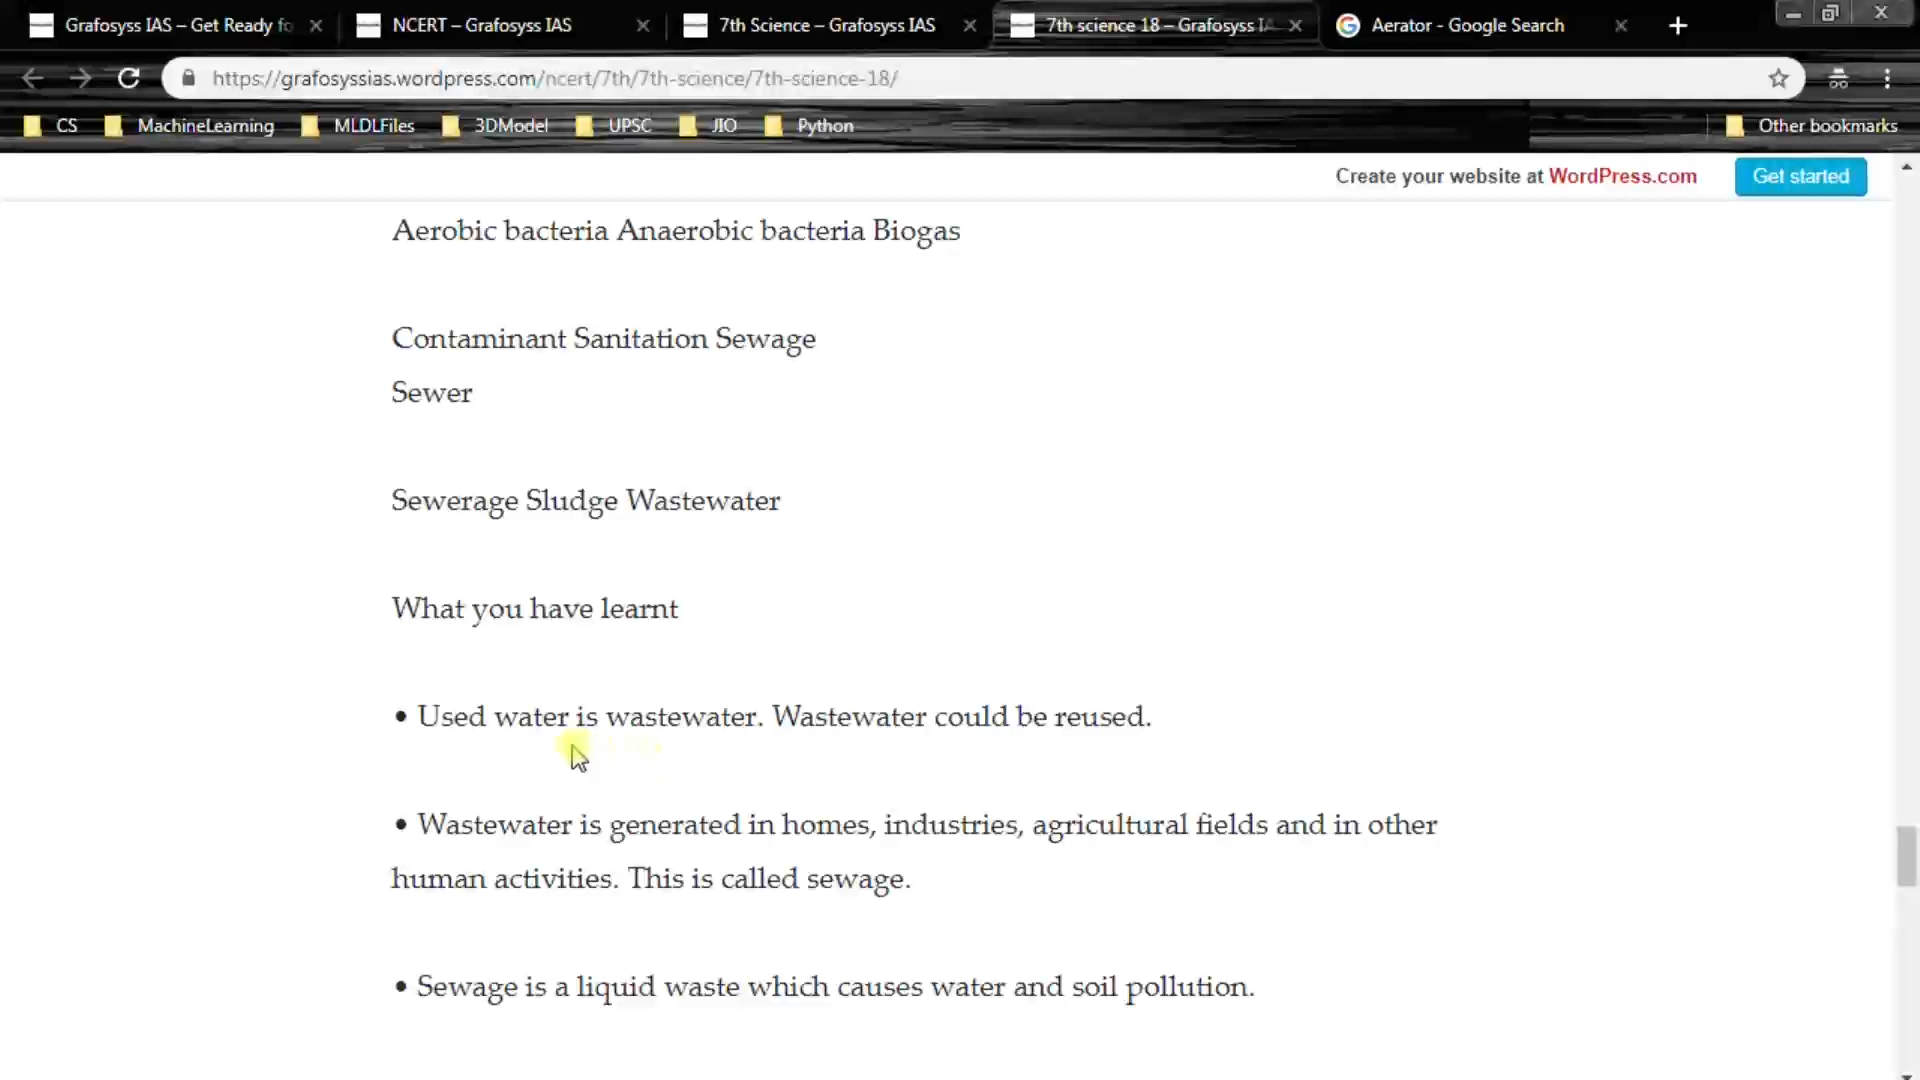 Grafosyss IAS – Get Ready fo
NCERT – Grafosyss IAS
7th Science – Grafosyss IAS
7th science 18 – Grafosyss IA
Aerator - Google Search
https://grafosyssias.wordpress.com/ncert/7th/7th-science/7th-science-18/
CS
MachineLearning
MLDLFiles
3DModel
UPSC
JIO
Python
Other bookmarks
Create your website at WordPress.com
Get started
Aerobic bacteria Anaerobic bacteria Biogas
Contaminant Sanitation Sewage
Sewer
Sewerage Sludge Wastewater
What you have learnt
• Used water is wastewater. Wastewater could be reused.
• Wastewater is generated in homes, industries, agricultural fields and in other
human activities. This is called sewage.
• Sewage is a liquid waste which causes water and soil pollution.